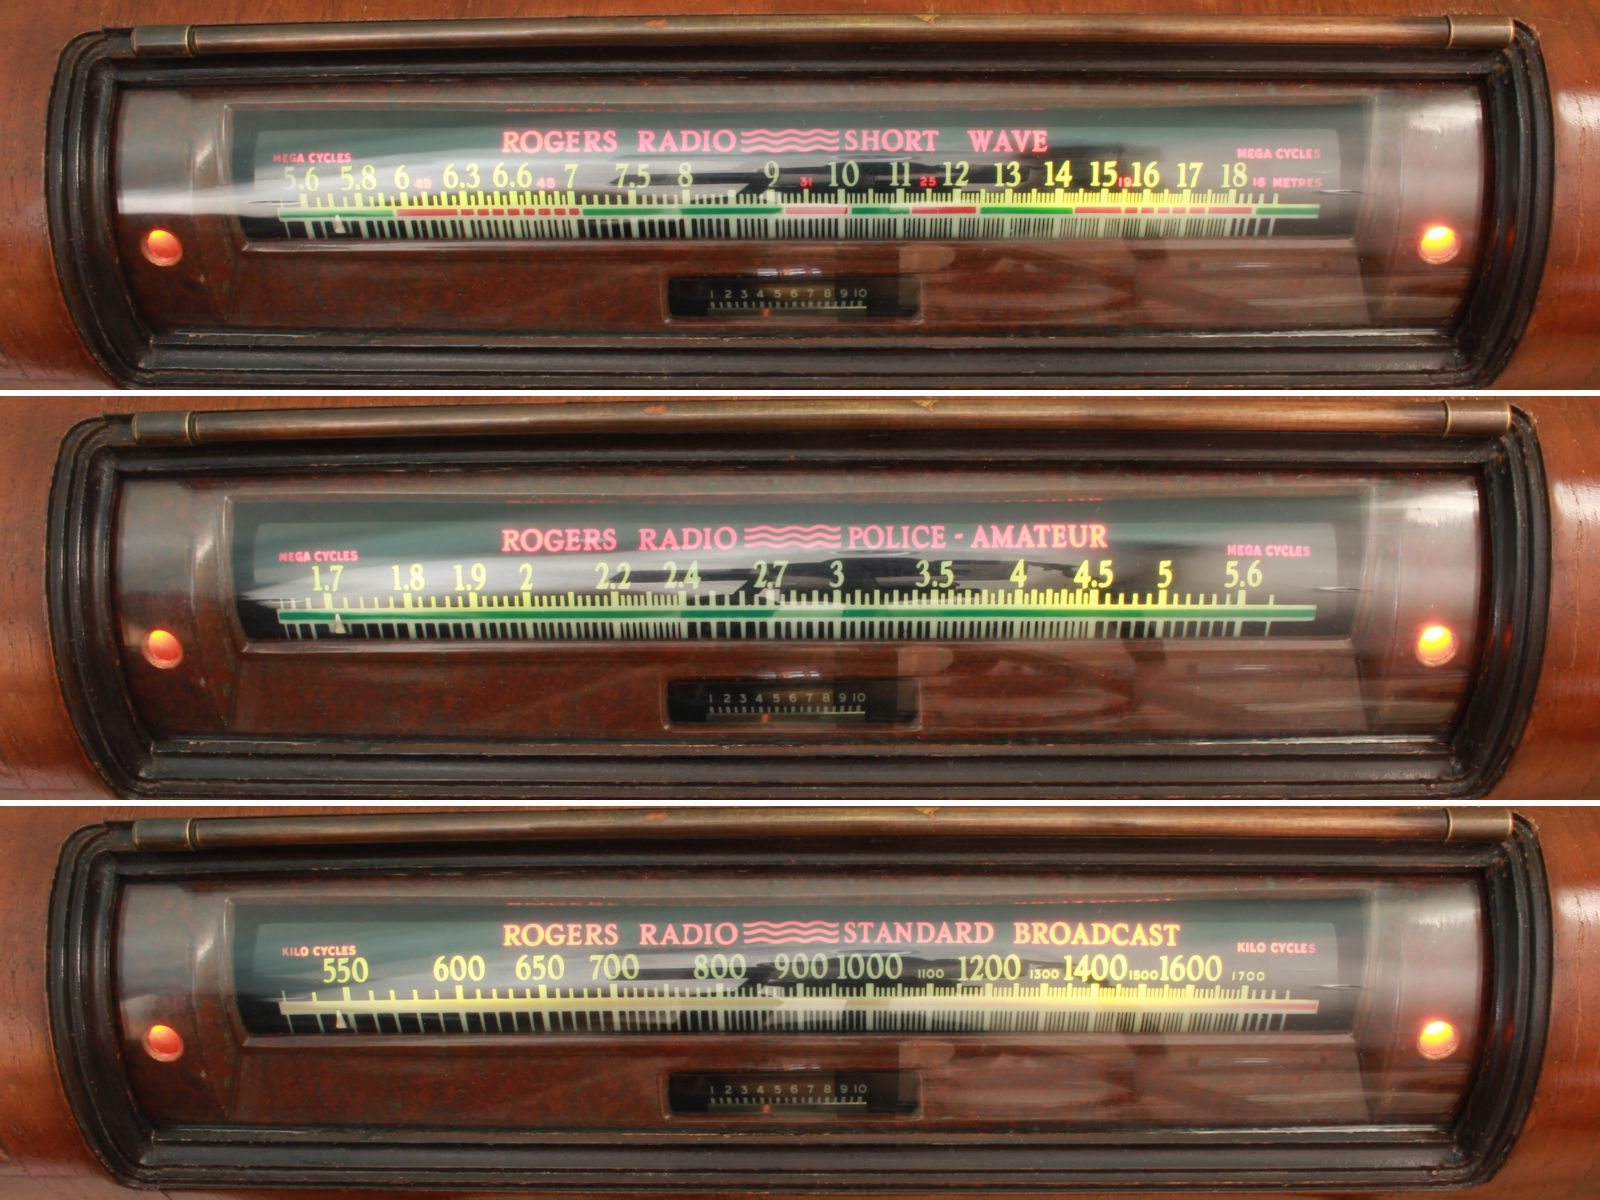 ROGERS RADIO SHORT WAVE
MEGA CYCLES MEGA CYCLES
5.6 5.8 6 49 6.3 6.6 45 7 7.5 8 9 31 10 11 25 12 13 14 15 19 16 17 18 16 METRES
1 2 3 4 5 6 7 8 9 10
ROGERS RADIO POLICE - AMATEUR
MEGA CYCLES MEGA CYCLES
1.7 1.8 1.9 2 2.2 2.4 2.7 3 3.5 4 4.5 5 5.6
1 2 3 4 5 6 7 8 9 10
ROGERS RADIO STANDARD BROADCAST
KILO CYCLES KILO CYCLES
550 600 650 700 800 900 1000 1100 1200 1300 1400 1500 1600 1700
1 2 3 4 5 6 7 8 9 10